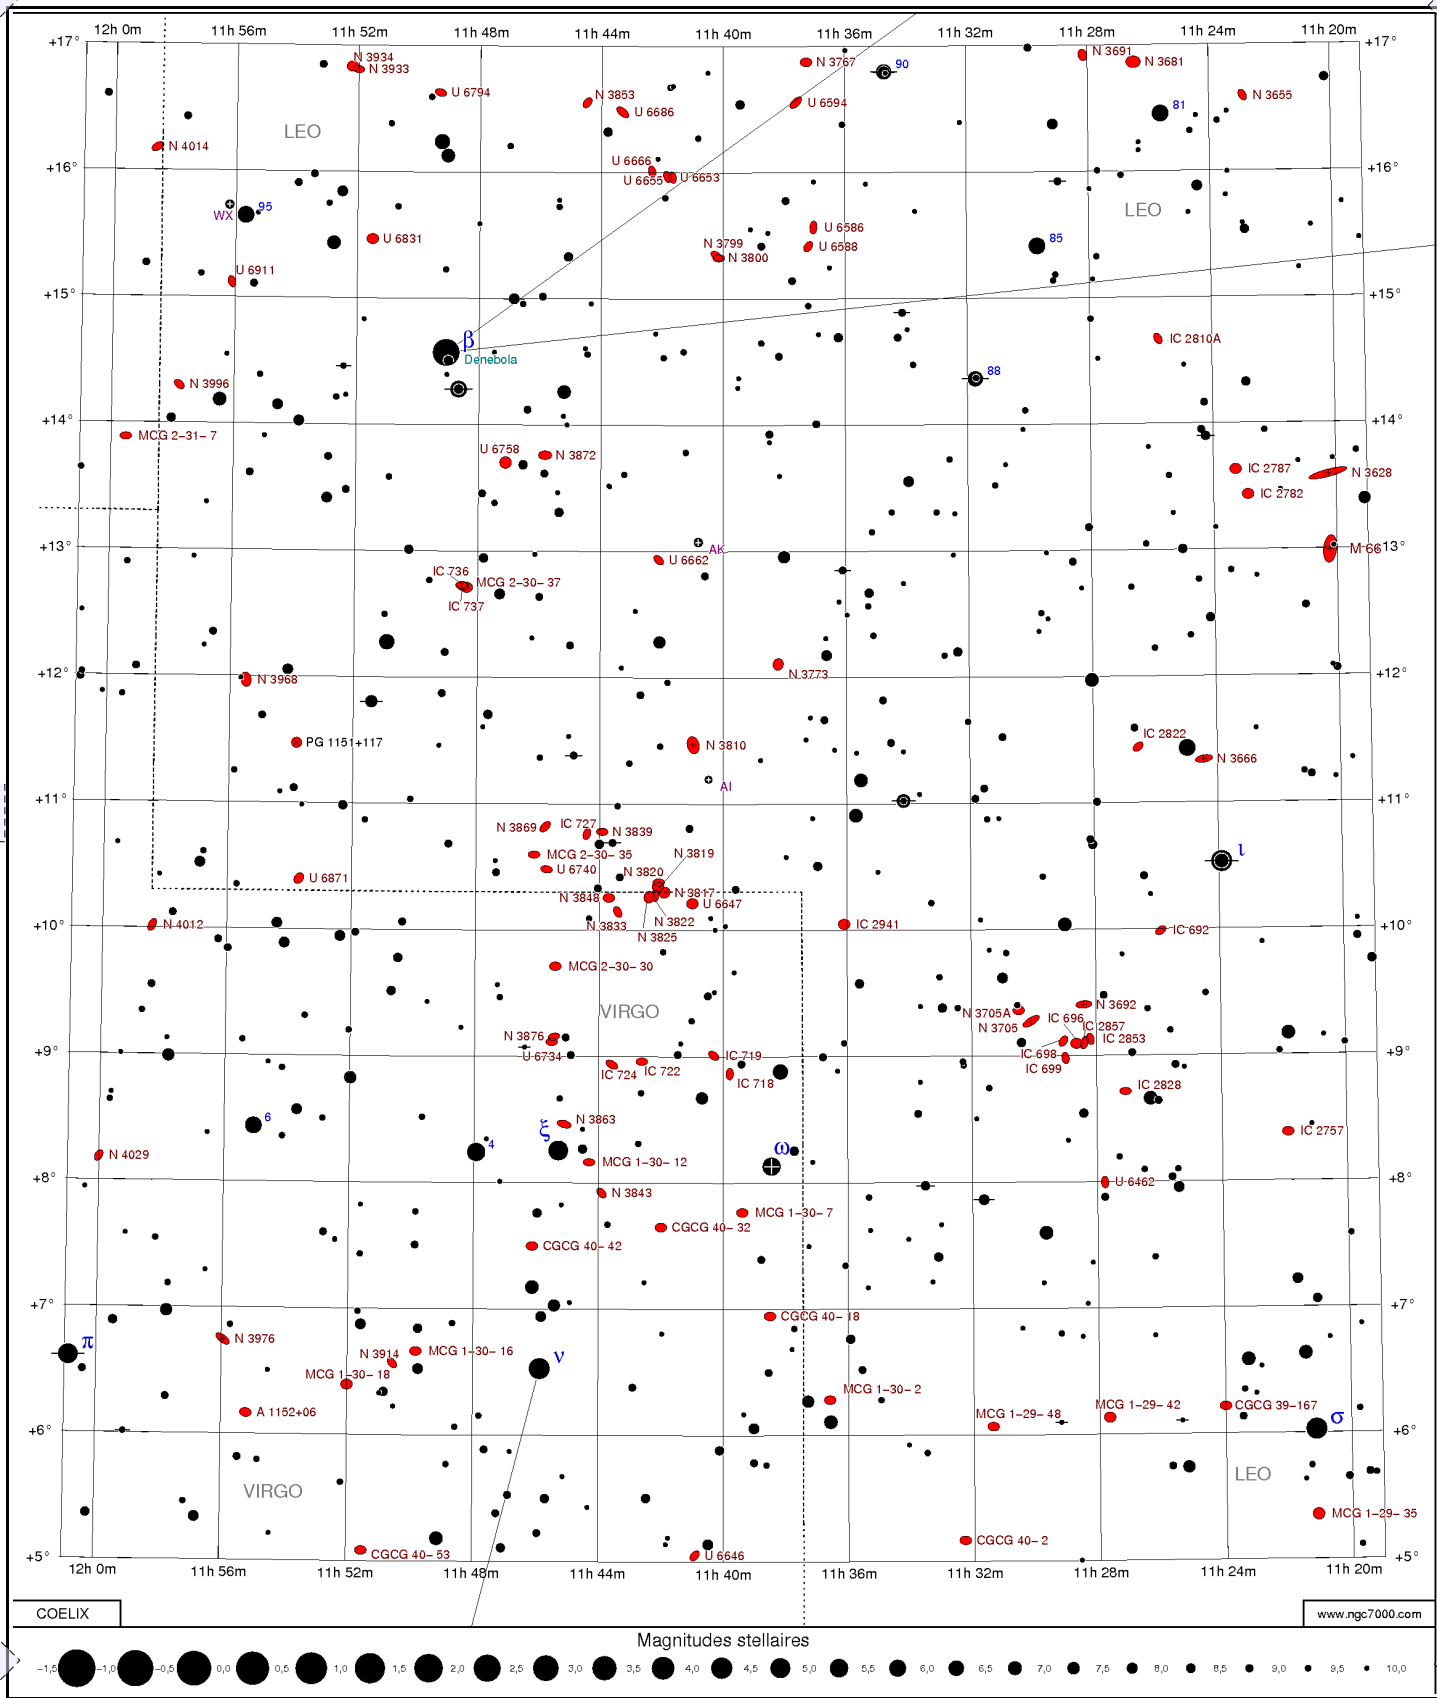 12h 0m 11h 56m 11h 52m 11h 48m 11h 44m 11h 40m 11h 36m 11h 32m 11h 28m 11h 24m 11h 20m
+17° +17°
N 3934
N 3933
N 3767
90
N 3691
N 3681
U 6794
N 3853
U 6686
U 6594
81
N 3655
LEO
N 4014
+16° +16°
U 6666
U 6655
U 6653
95
WX
LEO
U 6831
U 6586
85
N 3799
U 6588
N 3800
U 6911
+15° +15°
β
Denebola
IC 2810A
88
N 3996
+14° +14°
MCG 2-31- 7
U 6758
N 3872
IC 2787
N 3628
IC 2782
+13° +13°
AK
M 66
U 6662
IC 736
MCG 2-30- 37
IC 737
+12° +12°
N 3968
N 3773
PG 1151+117
N 3810
IC 2822
N 3666
AI
+11° +11°
N 3869
IC 727
N 3839
ι
MCG 2-30- 35
N 3819
U 6740
N 3820
U 6871
N 3848
N 3817
U 6647
N 3833
N 3822
N 3825
N 4012
+10° +10°
IC 2941
IC 692
MCG 2-30- 30
VIRGO
N 3692
N 3705A
IC 696
N 3705
IC 2857
N 3876
IC 2853
U 6734
IC 719
IC 698
+9° +9°
IC 699
IC 724
IC 722
IC 718
IC 2828
6
N 3863
ξ
4
IC 2757
ω
N 4029
MCG 1-30- 12
+8° +8°
U 6462
N 3843
MCG 1-30- 7
CGCG 40- 32
CGCG 40- 42
+7° +7°
CGCG 40- 18
π
N 3976
MCG 1-30- 16
N 3914
ν
MCG 1-30- 18
MCG 1-30- 2
A 1152+06
MCG 1-29- 48
MCG 1-29- 42
CGCG 39-167
σ
+6° +6°
VIRGO
LEO
MCG 1-29- 35
CGCG 40- 53
U 6646
CGCG 40- 2
+5° +5°
12h 0m 11h 56m 11h 52m 11h 48m 11h 44m 11h 40m 11h 36m 11h 32m 11h 28m 11h 24m 11h 20m
COELIX
www.ngc7000.com
Magnitudes stellaires
-1,5 -1,0 -0,5 0,0 0,5 1,0 1,5 2,0 2,5 3,0 3,5 4,0 4,5 5,0 5,5 6,0 6,5 7,0 7,5 8,0 8,5 9,0 9,5 10,0